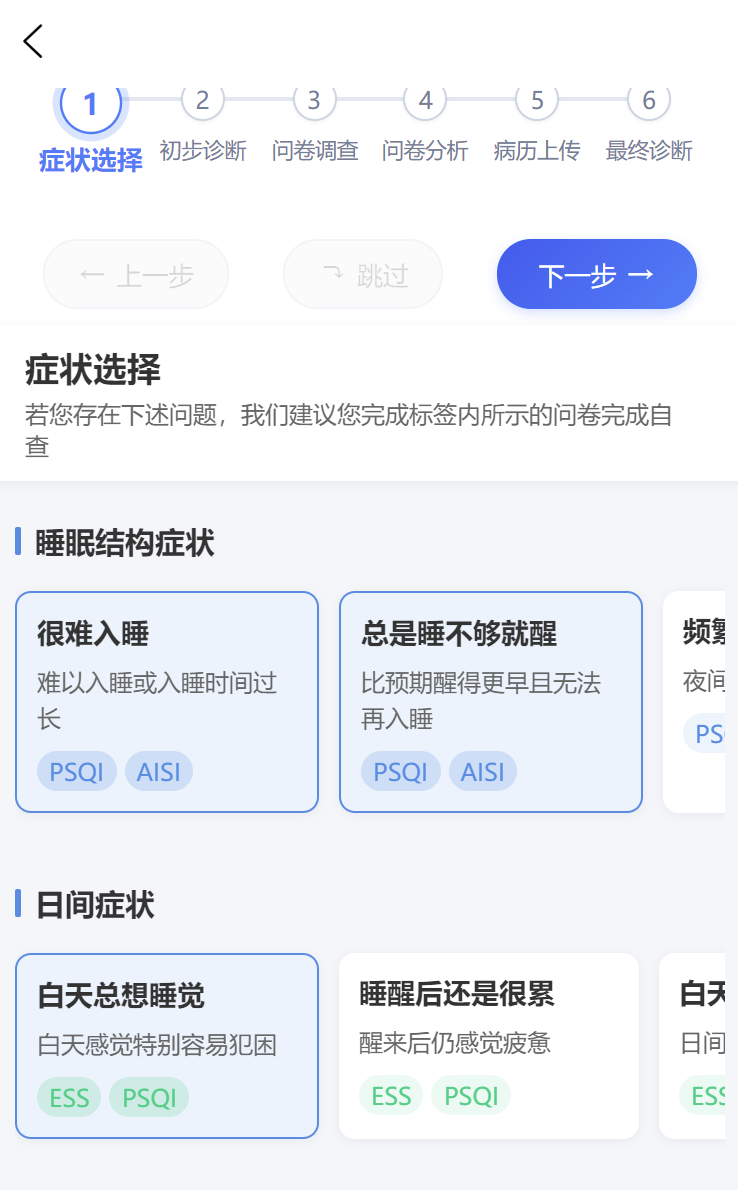 1 2 3 4 5 6
症状选择 初步诊断 问卷调查 问卷分析 病历上传 最终诊断
← 上一步 跳过 下一步 →
症状选择
若您存在下述问题，我们建议您完成标签内所示的问卷完成自
查
睡眠结构症状
很难入睡 总是睡不够就醒 频繁
难以入睡或入睡时间过 比预期醒得更早且无法 夜间
长 再入睡
PSQI AISI PSQI AISI PS
日间症状
白天总想睡觉 睡醒后还是很累 白天
白天感觉特别容易犯困 醒来后仍感觉疲惫 日间
ESS PSQI ESS PSQI ESS